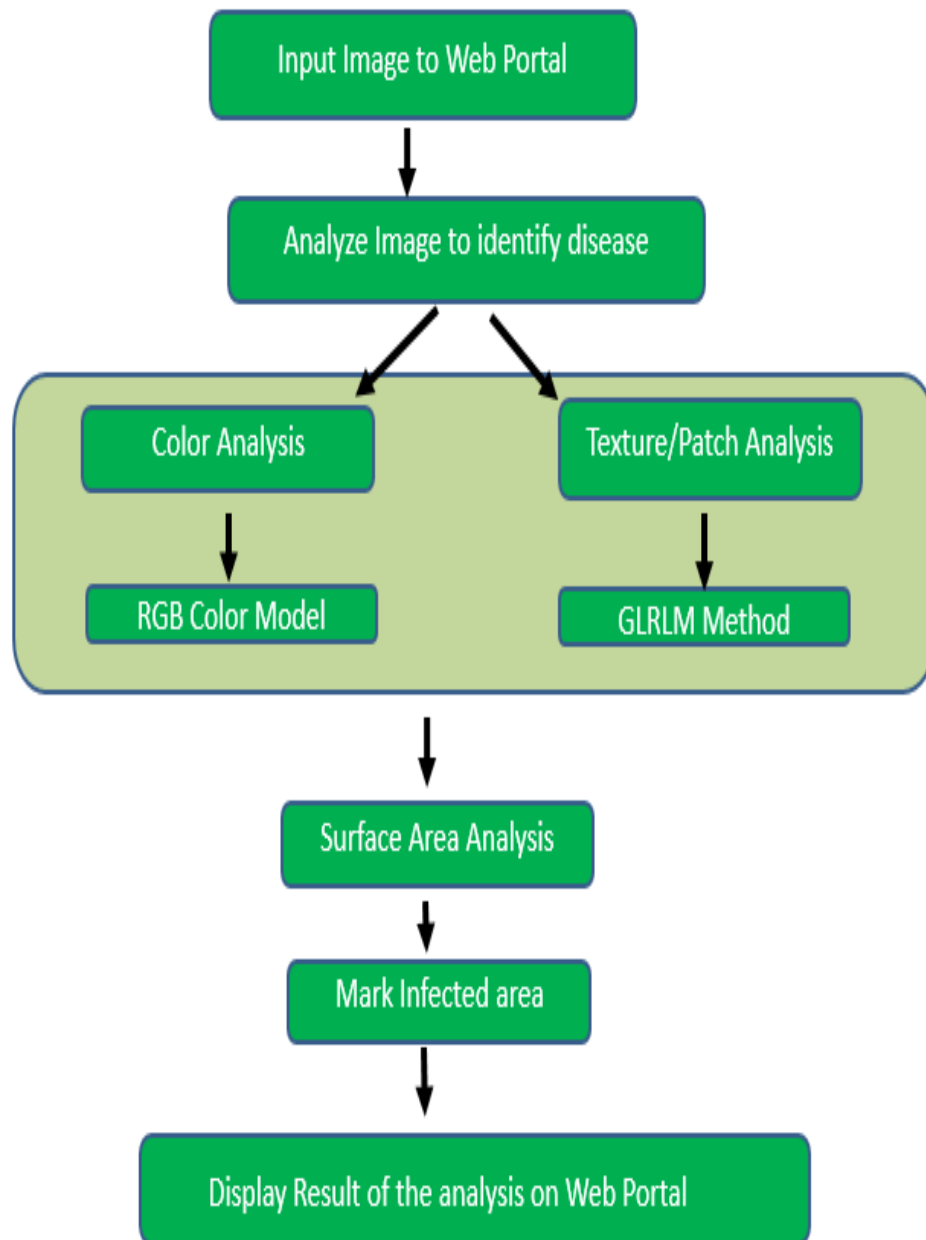 Input Image to Web Portal
Analyze Image to identify disease
Color Analysis
Texture/Patch Analysis
RGB Color Model
GLRLM Method
Surface Area Analysis
Mark Infected area
Display Result of the analysis on Web Portal